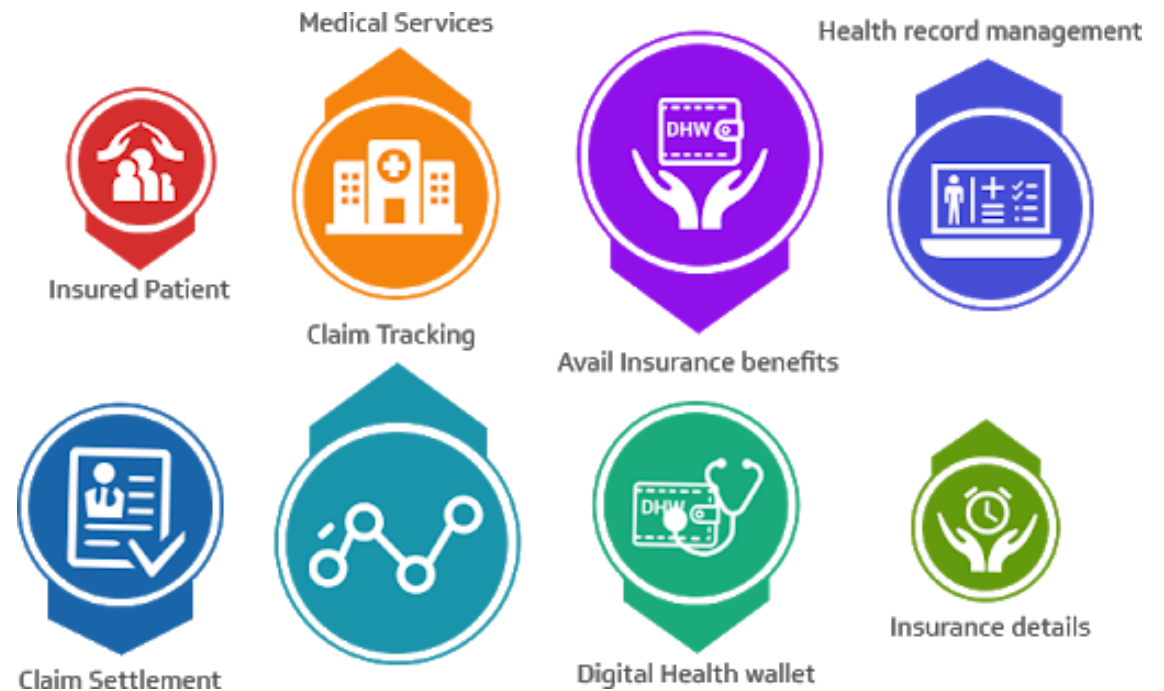 Medical Services
Health record management
DHW
Insured Patient
Claim Tracking
Avail Insurance benefits
DHW
Insurance details
Claim Settlement
Digital Health wallet